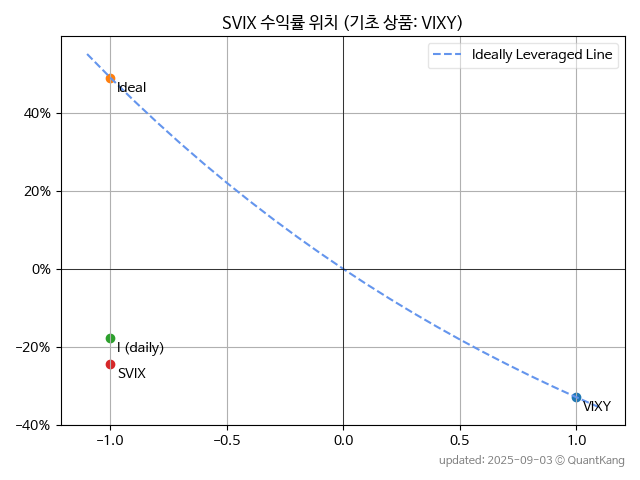 SVIX 수익률 위치 (기초 상품: VIXY)
Ideally Leveraged Line
Ideal
40%
20%
0%
I (daily)
−20%
SVIX
VIXY
−40%
−1.0
−0.5
0.0
0.5
1.0
updated: 2025-09-03 © QuantKang